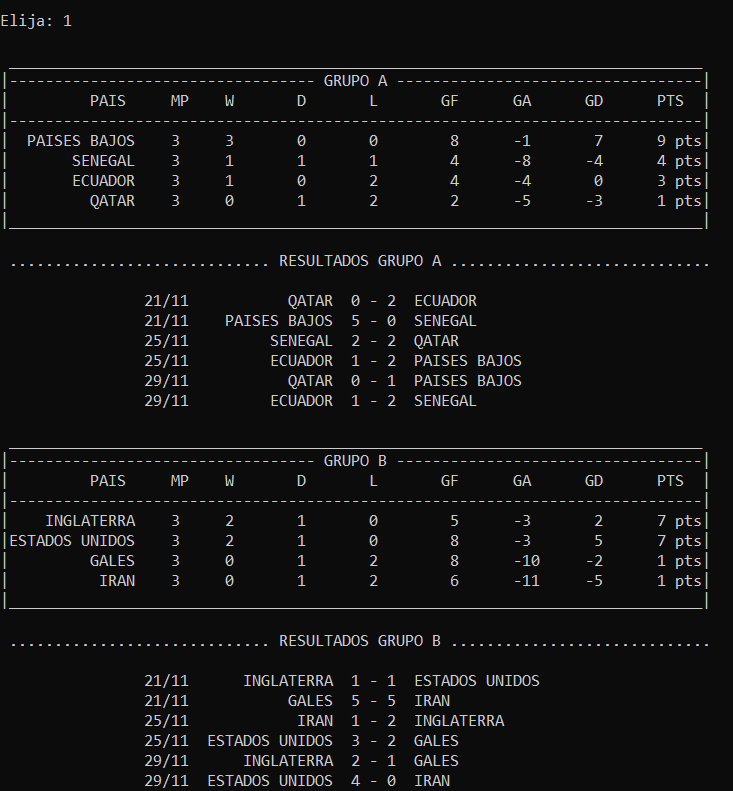 Elija: 1
|---------------------------------- GRUPO A ----------------------------------|
| PAIS MP W D L GF GA GD PTS |
|-----------------------------------------------------------------------------|
| PAISES BAJOS 3 3 0 0 8 -1 7 9 pts|
| SENEGAL 3 1 1 1 4 -8 -4 4 pts|
| ECUADOR 3 1 0 2 4 -4 0 3 pts|
| QATAR 3 0 1 2 2 -5 -3 1 pts|
|_____________________________________________________________________________|
............................. RESULTADOS GRUPO A .............................
21/11 QATAR 0 - 2 ECUADOR
21/11 PAISES BAJOS 5 - 0 SENEGAL
25/11 SENEGAL 2 - 2 QATAR
25/11 ECUADOR 1 - 2 PAISES BAJOS
29/11 QATAR 0 - 1 PAISES BAJOS
29/11 ECUADOR 1 - 2 SENEGAL
|---------------------------------- GRUPO B ----------------------------------|
| PAIS MP W D L GF GA GD PTS |
|-----------------------------------------------------------------------------|
| INGLATERRA 3 2 1 0 5 -3 2 7 pts|
|ESTADOS UNIDOS 3 2 1 0 8 -3 5 7 pts|
| GALES 3 0 1 2 8 -10 -2 1 pts|
| IRAN 3 0 1 2 6 -11 -5 1 pts|
|_____________________________________________________________________________|
............................. RESULTADOS GRUPO B .............................
21/11 INGLATERRA 1 - 1 ESTADOS UNIDOS
21/11 GALES 5 - 5 IRAN
25/11 IRAN 1 - 2 INGLATERRA
25/11 ESTADOS UNIDOS 3 - 2 GALES
29/11 INGLATERRA 2 - 1 GALES
29/11 ESTADOS UNIDOS 4 - 0 IRAN